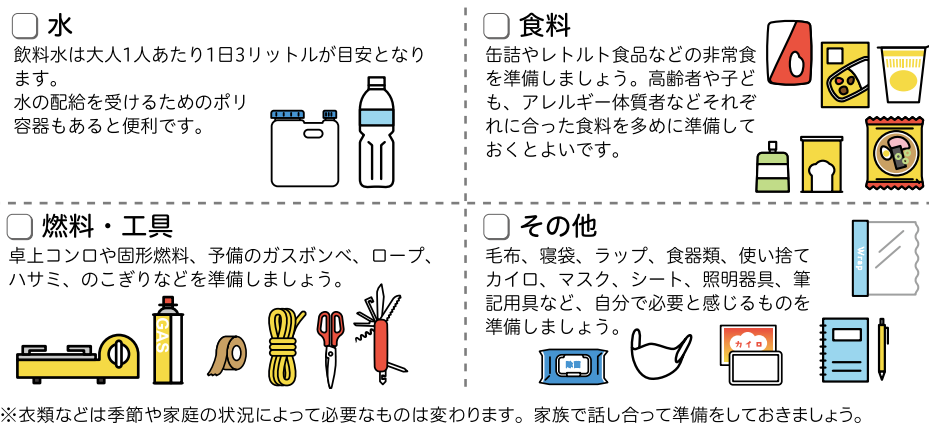 水
飲料水は大人1人あたり1日3リットルが目安となり
ます。
水の配給を受けるためのポリ
容器もあると便利です。
食料
缶詰やレトルト食品などの非常食
を準備しましょう。高齢者や子ど
も、アレルギー体質者などそれぞ
れに合った食料を多めに準備して
おくとよいです。
燃料・工具
卓上コンロや固形燃料、予備のガスボンベ、ロープ、
ハサミ、のこぎりなどを準備しましょう。
GAS
その他
毛布、寝袋、ラップ、食器類、使い捨て
カイロ、マスク、シート、照明器具、筆
記用具など、自分で必要と感じるものを
準備しましょう。
Wrap
除菌
カイロ
※衣類などは季節や家庭の状況によって必要なものは変わります。家族で話し合って準備をしておきましょう。